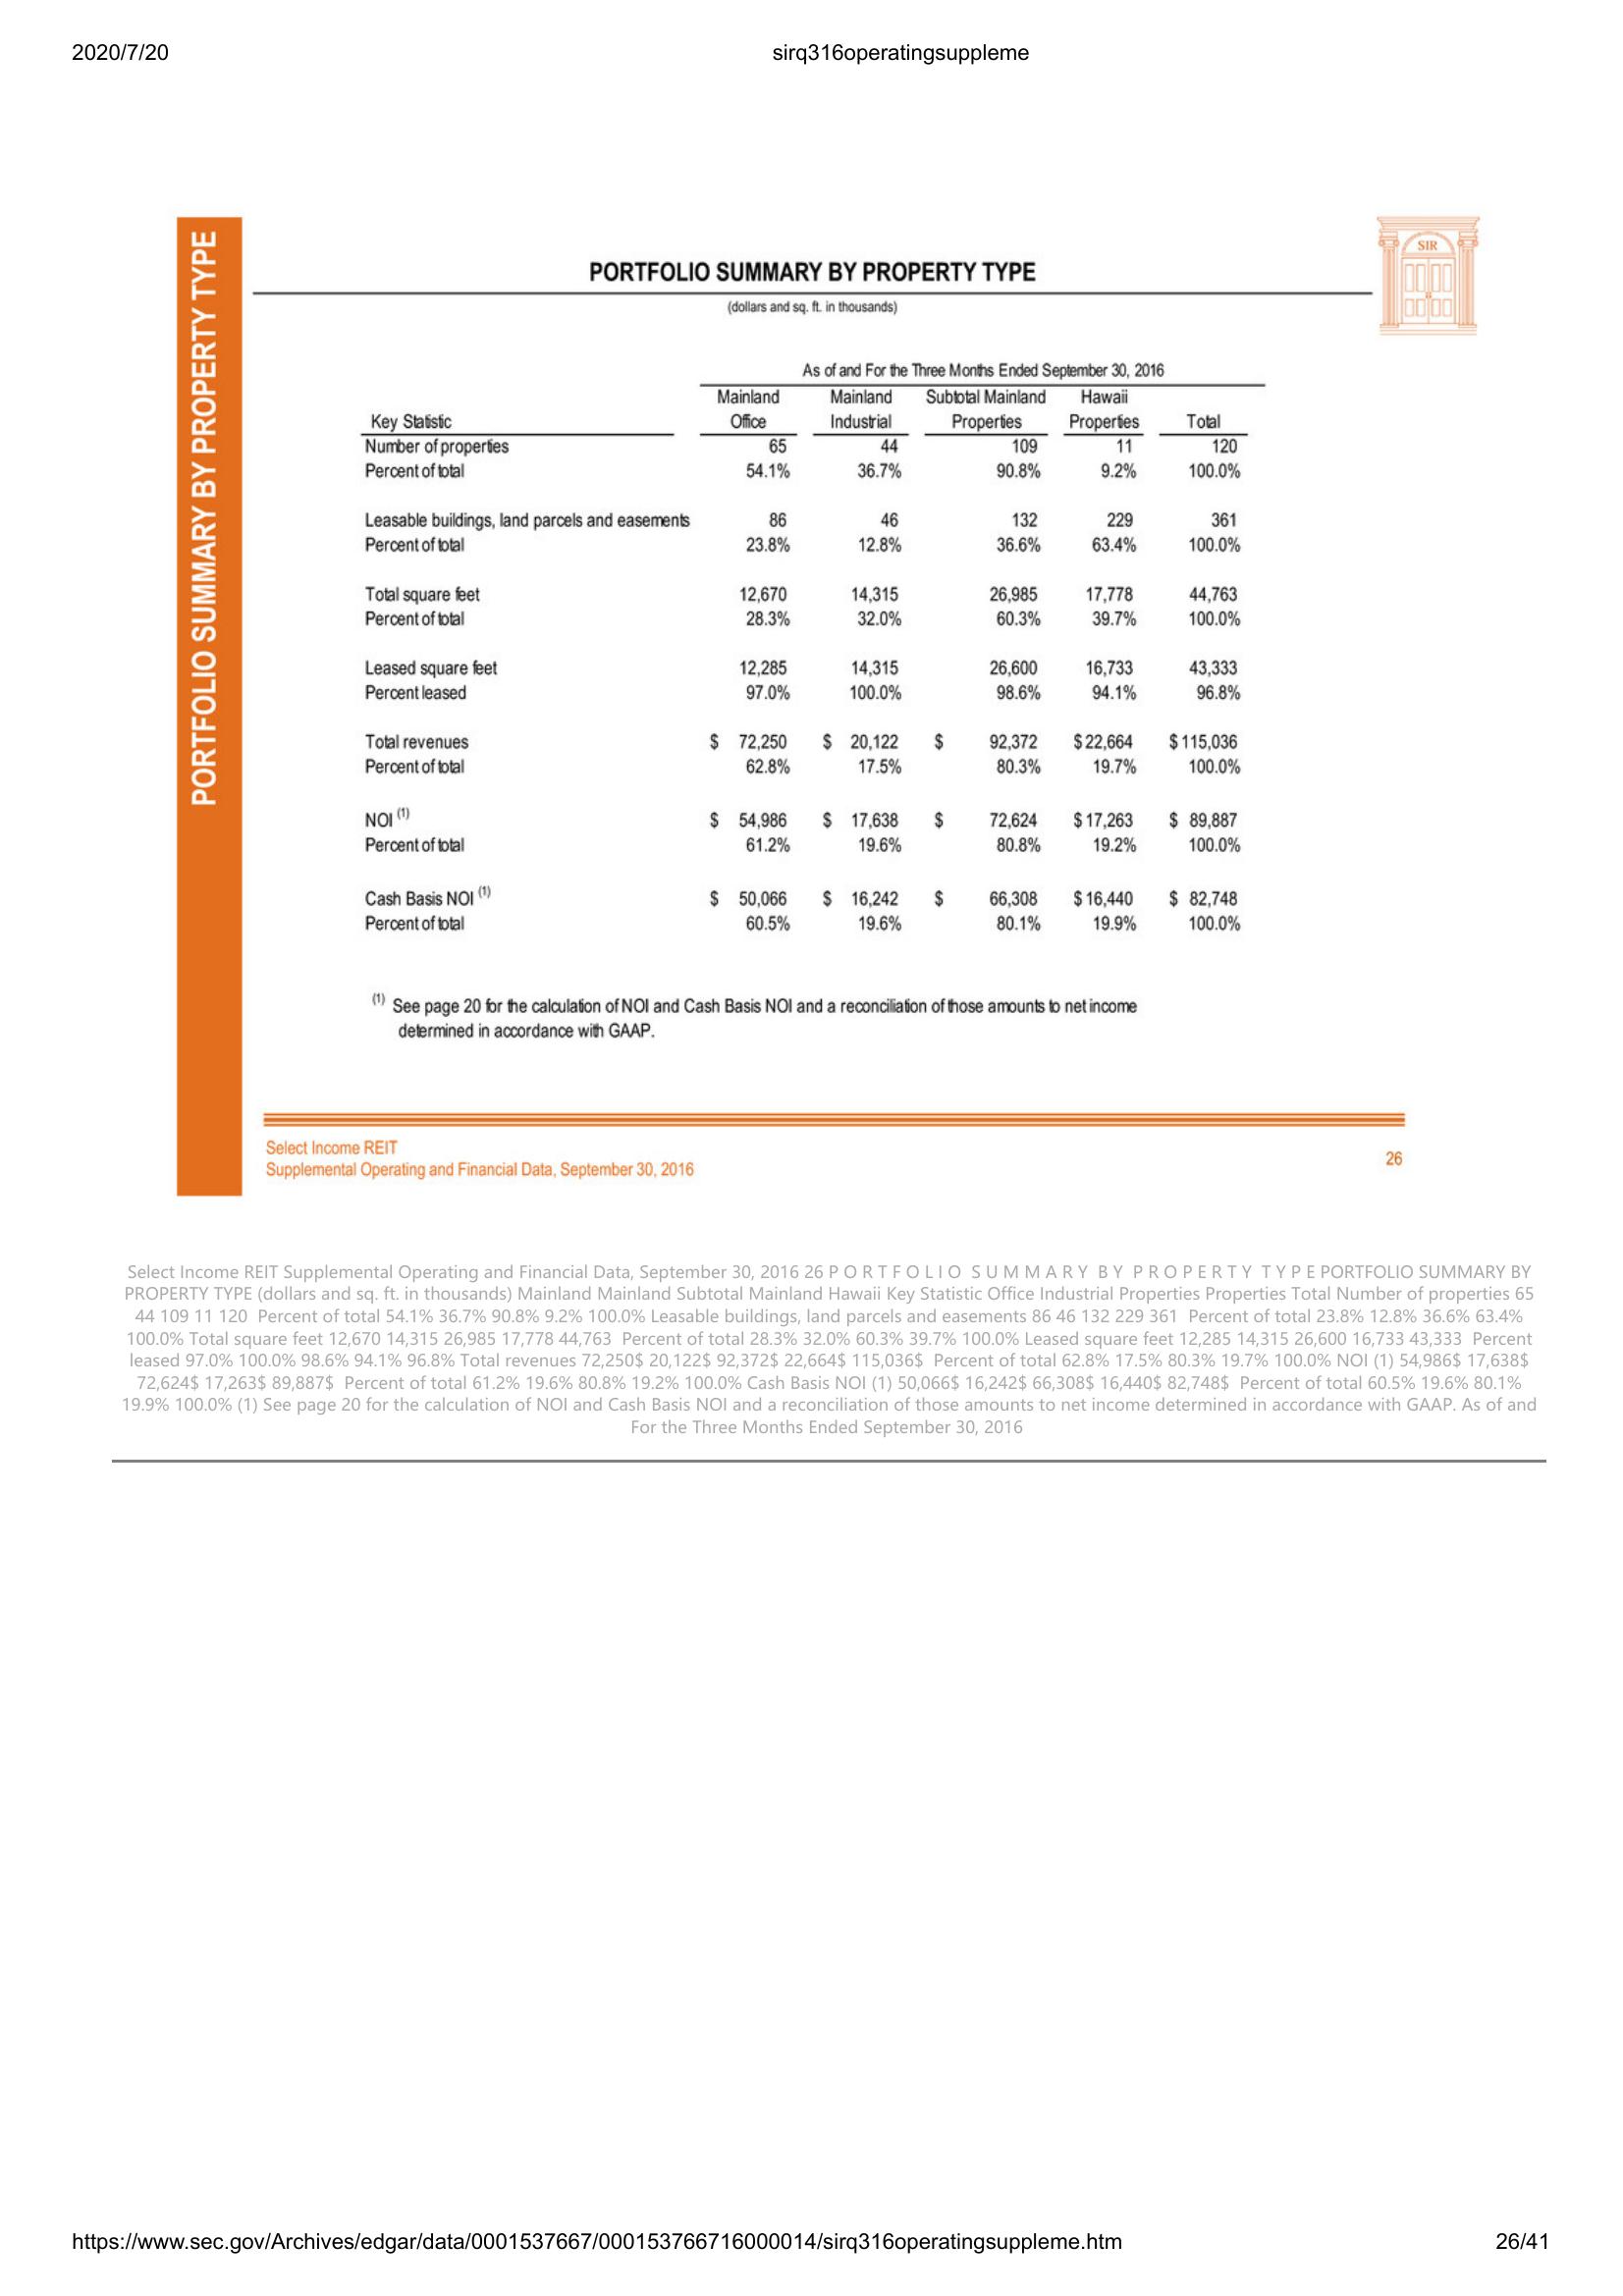 2020/7/20 sirq316operatingsuppleme
PORTFOLIO SUMMARY BY PROPERTY TYPE
SIR
PORTFOLIO SUMMARY BY PROPERTY TYPE
(dollars and sq. ft. in thousands)
As of and For the Three Months Ended September 30, 2016
Mainland Mainland Subtotal Mainland Hawaii
Key Statistic Office Industrial Properties Properties Total
Number of properties 65 44 109 11 120
Percent of total 54.1% 36.7% 90.8% 9.2% 100.0%
Leasable buildings, land parcels and easements 86 46 132 229 361
Percent of total 23.8% 12.8% 36.6% 63.4% 100.0%
Total square feet 12,670 14,315 26,985 17,778 44,763
Percent of total 28.3% 32.0% 60.3% 39.7% 100.0%
Leased square feet 12,285 14,315 26,600 16,733 43,333
Percent leased 97.0% 100.0% 98.6% 94.1% 96.8%
Total revenues $ 72,250 $ 20,122 $ 92,372 $ 22,664 $ 115,036
Percent of total 62.8% 17.5% 80.3% 19.7% 100.0%
NOI (1) $ 54,986 $ 17,638 $ 72,624 $ 17,263 $ 89,887
Percent of total 61.2% 19.6% 80.8% 19.2% 100.0%
Cash Basis NOI (1) $ 50,066 $ 16,242 $ 66,308 $ 16,440 $ 82,748
Percent of total 60.5% 19.6% 80.1% 19.9% 100.0%
(1) See page 20 for the calculation of NOI and Cash Basis NOI and a reconciliation of those amounts to net income
determined in accordance with GAAP.
Select Income REIT
Supplemental Operating and Financial Data, September 30, 2016 26
Select Income REIT Supplemental Operating and Financial Data, September 30, 2016 26 P O R T F O L I O S U M M A R Y B Y P R O P E R T Y T Y P E PORTFOLIO SUMMARY BY
PROPERTY TYPE (dollars and sq. ft. in thousands) Mainland Mainland Subtotal Mainland Hawaii Key Statistic Office Industrial Properties Properties Total Number of properties 65
44 109 11 120 Percent of total 54.1% 36.7% 90.8% 9.2% 100.0% Leasable buildings, land parcels and easements 86 46 132 229 361 Percent of total 23.8% 12.8% 36.6% 63.4%
100.0% Total square feet 12,670 14,315 26,985 17,778 44,763 Percent of total 28.3% 32.0% 60.3% 39.7% 100.0% Leased square feet 12,285 14,315 26,600 16,733 43,333 Percent
leased 97.0% 100.0% 98.6% 94.1% 96.8% Total revenues 72,250$ 20,122$ 92,372$ 22,664$ 115,036$ Percent of total 62.8% 17.5% 80.3% 19.7% 100.0% NOI (1) 54,986$ 17,638$
72,624$ 17,263$ 89,887$ Percent of total 61.2% 19.6% 80.8% 19.2% 100.0% Cash Basis NOI (1) 50,066$ 16,242$ 66,308$ 16,440$ 82,748$ Percent of total 60.5% 19.6% 80.1%
19.9% 100.0% (1) See page 20 for the calculation of NOI and Cash Basis NOI and a reconciliation of those amounts to net income determined in accordance with GAAP. As of and
For the Three Months Ended September 30, 2016
https://www.sec.gov/Archives/edgar/data/0001537667/000153766716000014/sirq316operatingsuppleme.htm 26/41